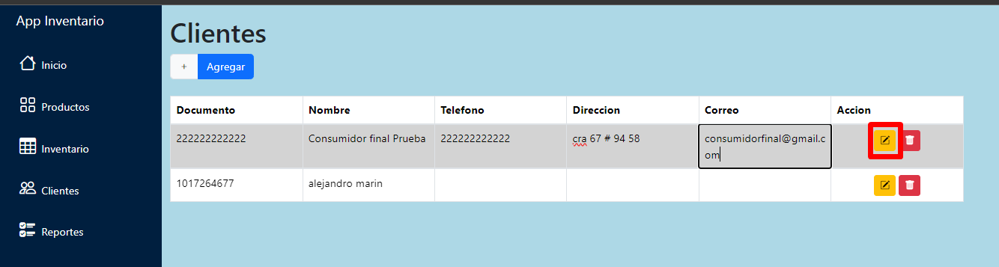 App Inventario
Inicio
Productos
Inventario
Clientes
Reportes
Clientes
+ Agregar
Documento Nombre Telefono Direccion Correo Accion
222222222222 Consumidor final Prueba 222222222222 cra 67 # 94 58 consumidorfinal@gmail.c
om
1017264677 alejandro marin